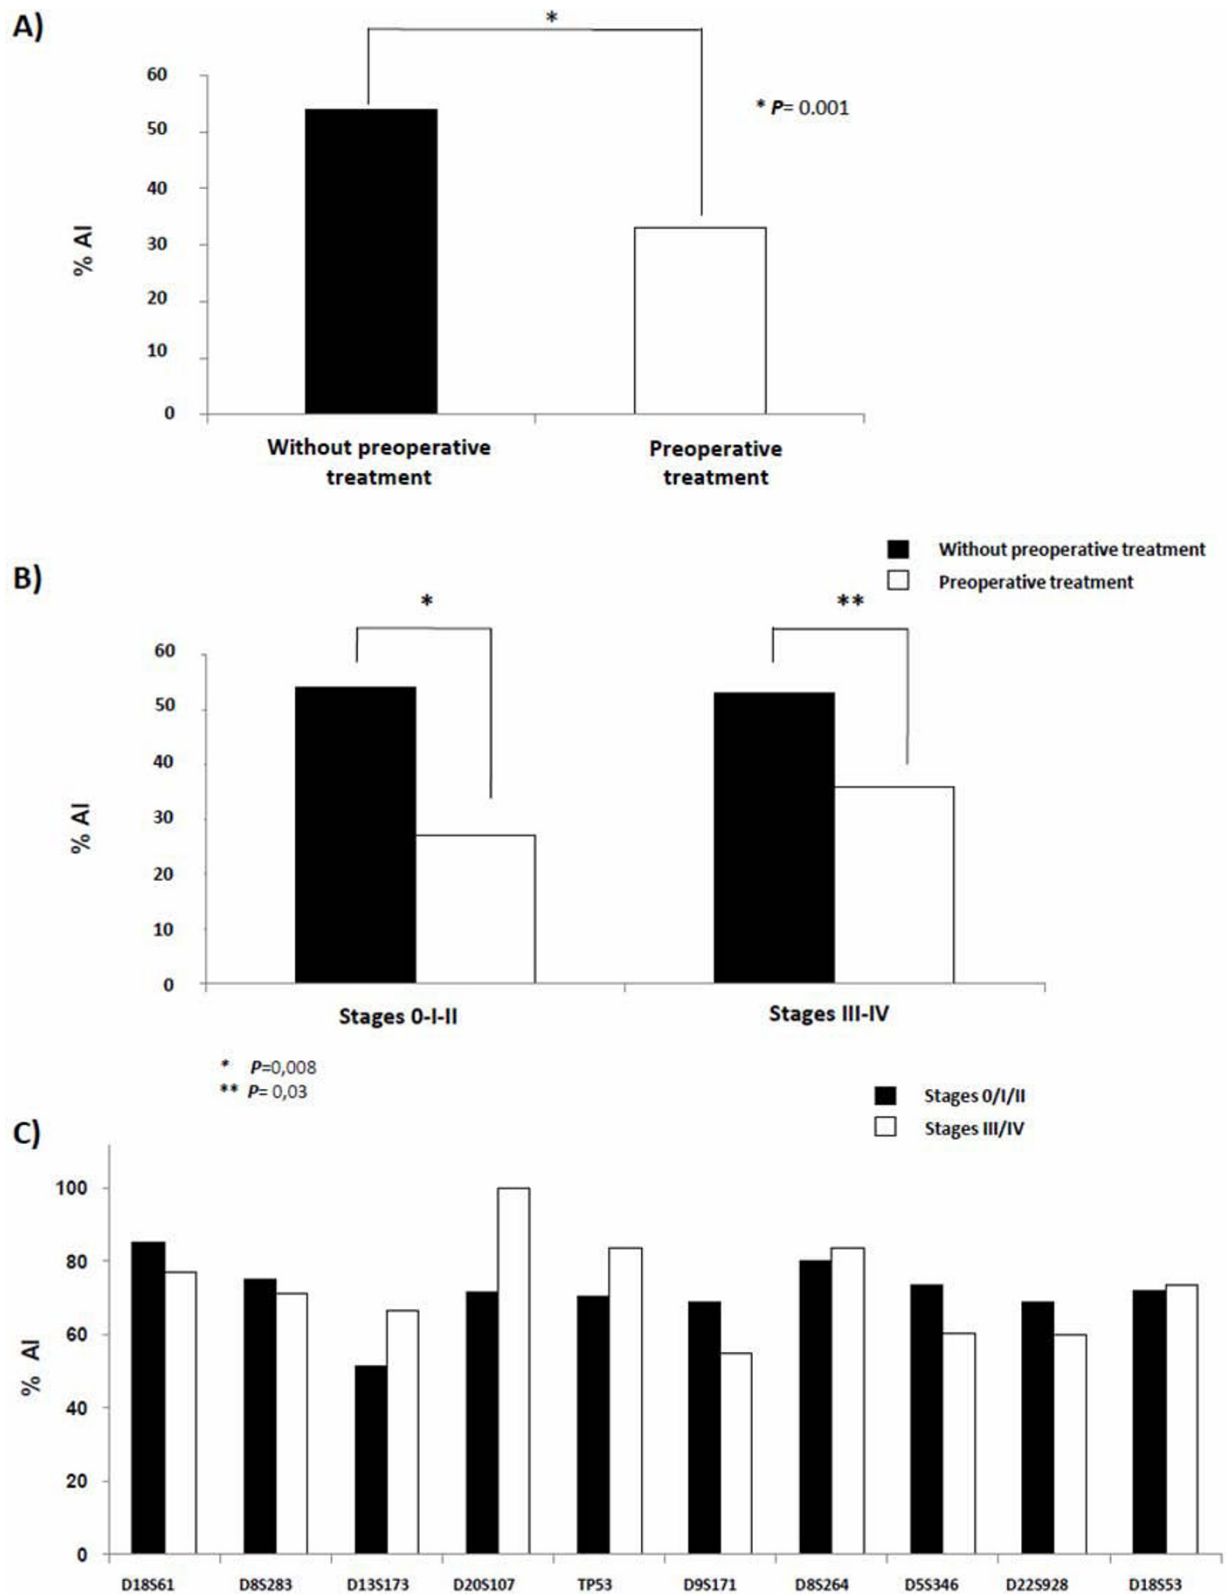 A)
*
60
50
40
30
20
10
0
% AI
* P= 0.001
Without preoperative
treatment
Preoperative
treatment
Without preoperative treatment
Preoperative treatment
B)
*
**
60
50
40
30
20
10
0
% AI
Stages 0-I-II
Stages III-IV
* P=0,008
** P= 0,03
Stages 0/I/II
Stages III/IV
C)
100
80
60
40
20
0
% AI
D18S61
D8S283
D13S173
D20S107
TP53
D9S171
D8S264
D5S346
D22S928
D18S53